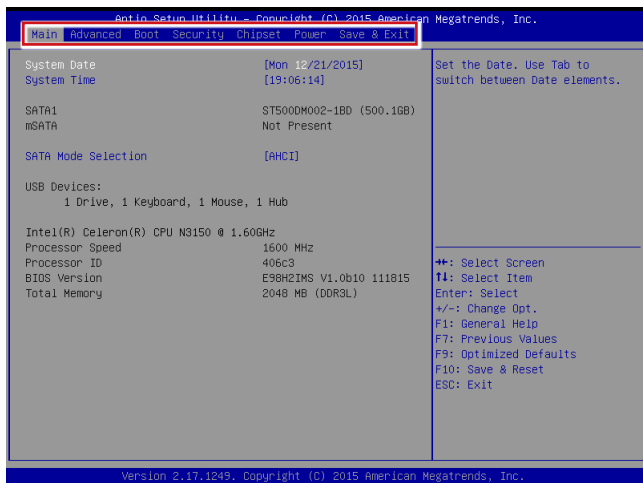 Aptio Setup Utility – Copyright (C) 2015 American Megatrends, Inc.
Main Advanced Boot Security Chipset Power Save & Exit
System Date [Mon 12/21/2015]
System Time [19:06:14]
SATA1 ST500DM002-1BD (500.1GB)
mSATA Not Present
SATA Mode Selection [AHCI]
USB Devices:
1 Drive, 1 Keyboard, 1 Mouse, 1 Hub
Intel(R) Celeron(R) CPU N3150 @ 1.60GHz
Processor Speed 1600 MHz
Processor ID 406c3
BIOS Version E98H2IMS V1.0b10 111815
Total Memory 2048 MB (DDR3L)
Set the Date. Use Tab to
switch between Date elements.
→←: Select Screen
↑↓: Select Item
Enter: Select
+/-: Change Opt.
F1: General Help
F7: Previous Values
F9: Optimized Defaults
F10: Save & Reset
ESC: Exit
Version 2.17.1249. Copyright (C) 2015 American Megatrends, Inc.